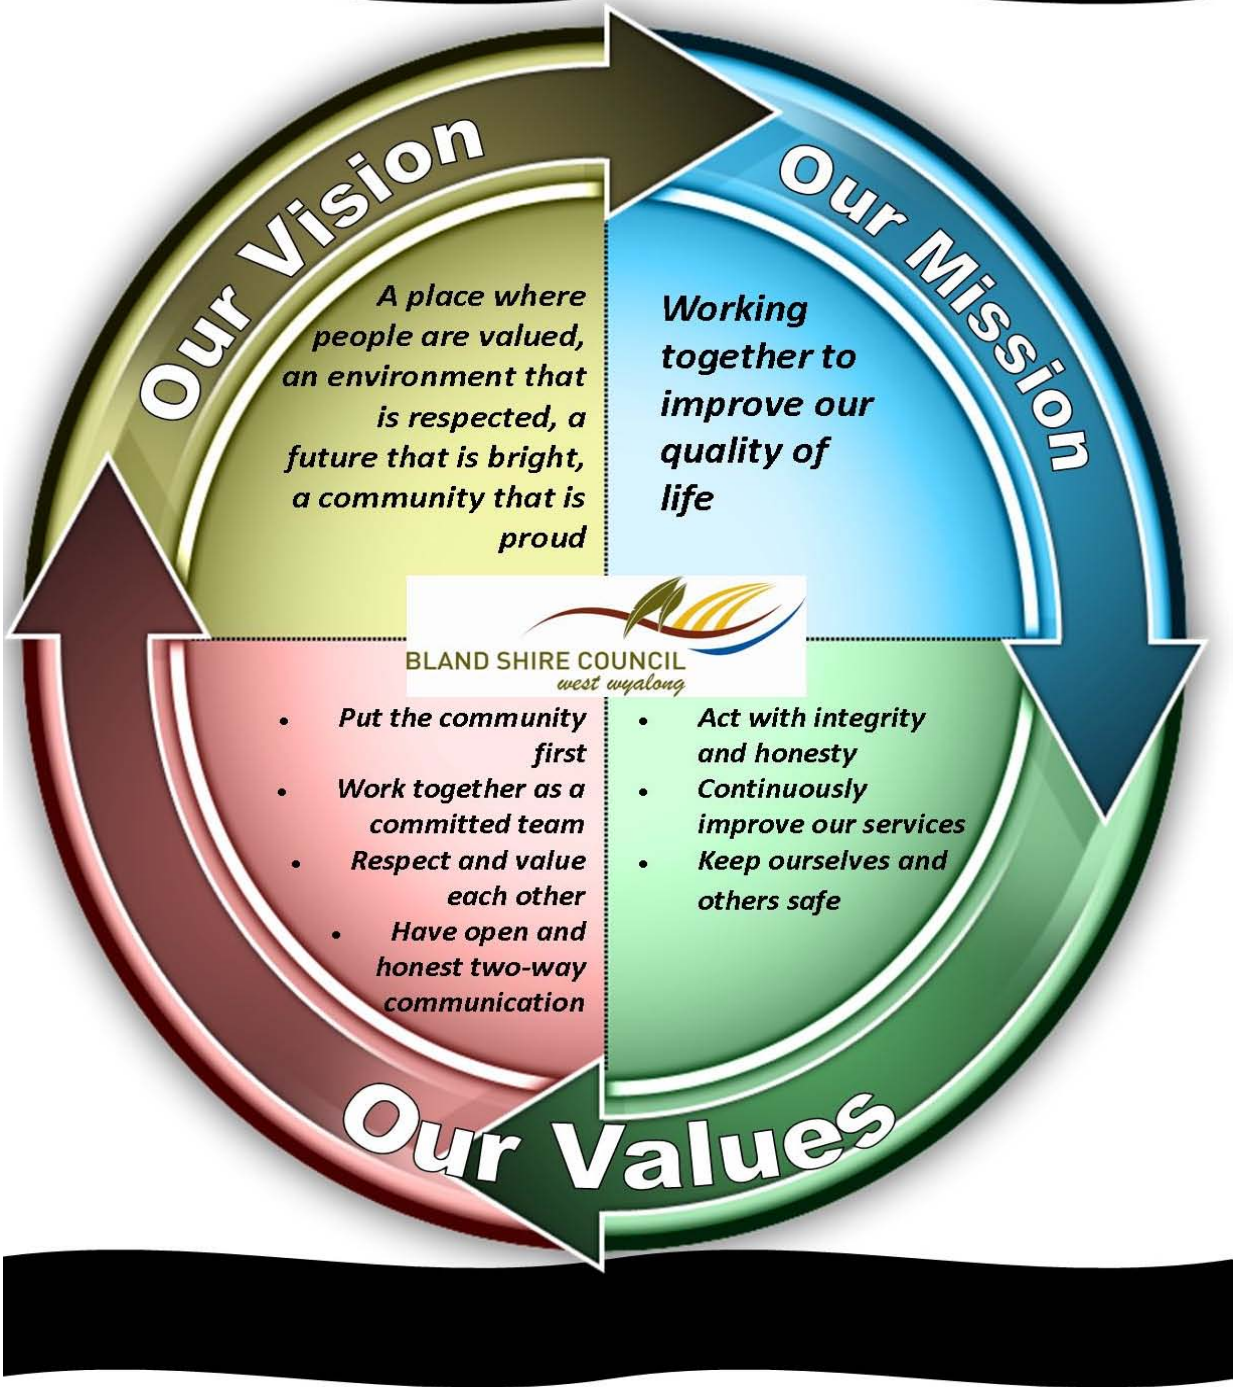 Our Vision
A place where
people are valued,
an environment that
is respected, a
future that is bright,
a community that is
proud
Our Mission
Working
together to
improve our
quality of
life
BLAND SHIRE COUNCIL
west wyalong
• Put the community
first
• Work together as a
committed team
• Respect and value
each other
• Have open and
honest two-way
communication
• Act with integrity
and honesty
• Continuously
improve our services
• Keep ourselves and
others safe
Our Values